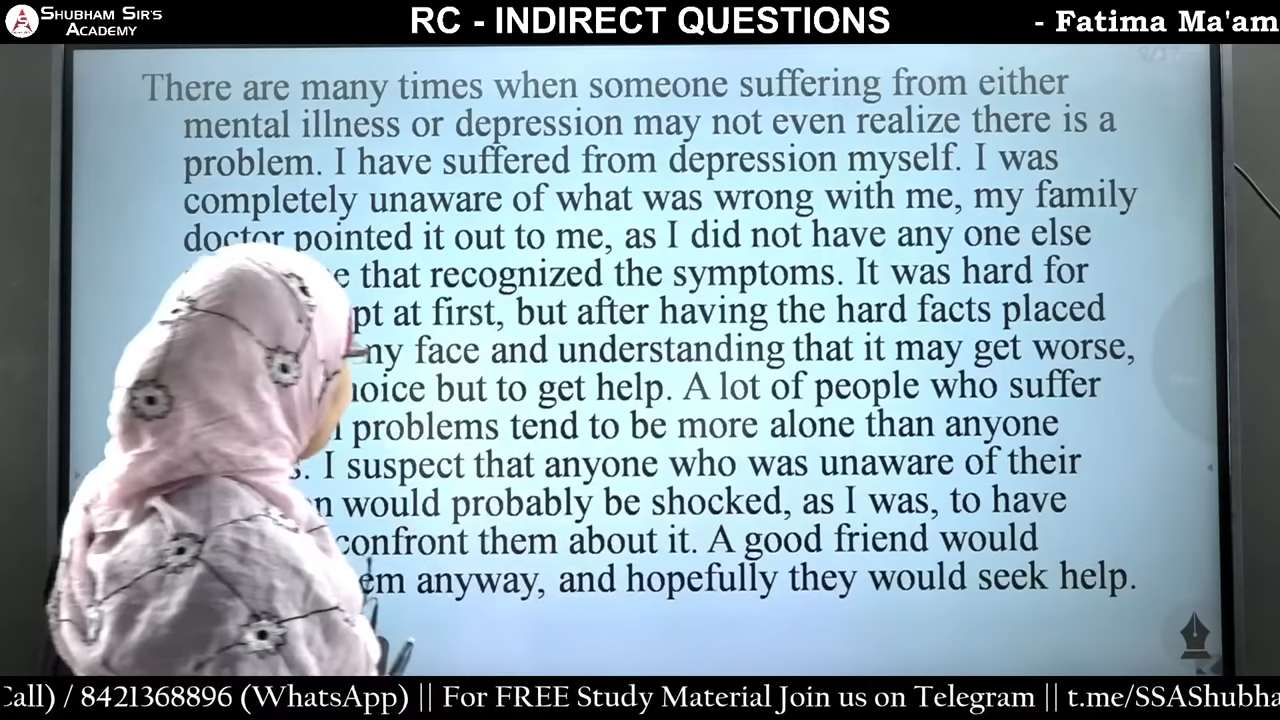 SHUBHAM SIR'S
ACADEMY
RC - INDIRECT QUESTIONS
- Fatima Ma'am
There are many times when someone suffering from either
mental illness or depression may not even realize there is a
problem. I have suffered from depression myself. I was
completely unaware of what was wrong with me, my family
doctor pointed it out to me, as I did not have any one else
that recognized the symptoms. It was hard for
at first, but after having the hard facts placed
face and understanding that it may get worse,
but to get help. A lot of people who suffer
problems tend to be more alone than anyone
I suspect that anyone who was unaware of their
would probably be shocked, as I was, to have
confront them about it. A good friend would
anyway, and hopefully they would seek help.
Call) / 8421368896 (WhatsApp) || For FREE Study Material Join us on Telegram || t.me/SSAShubha